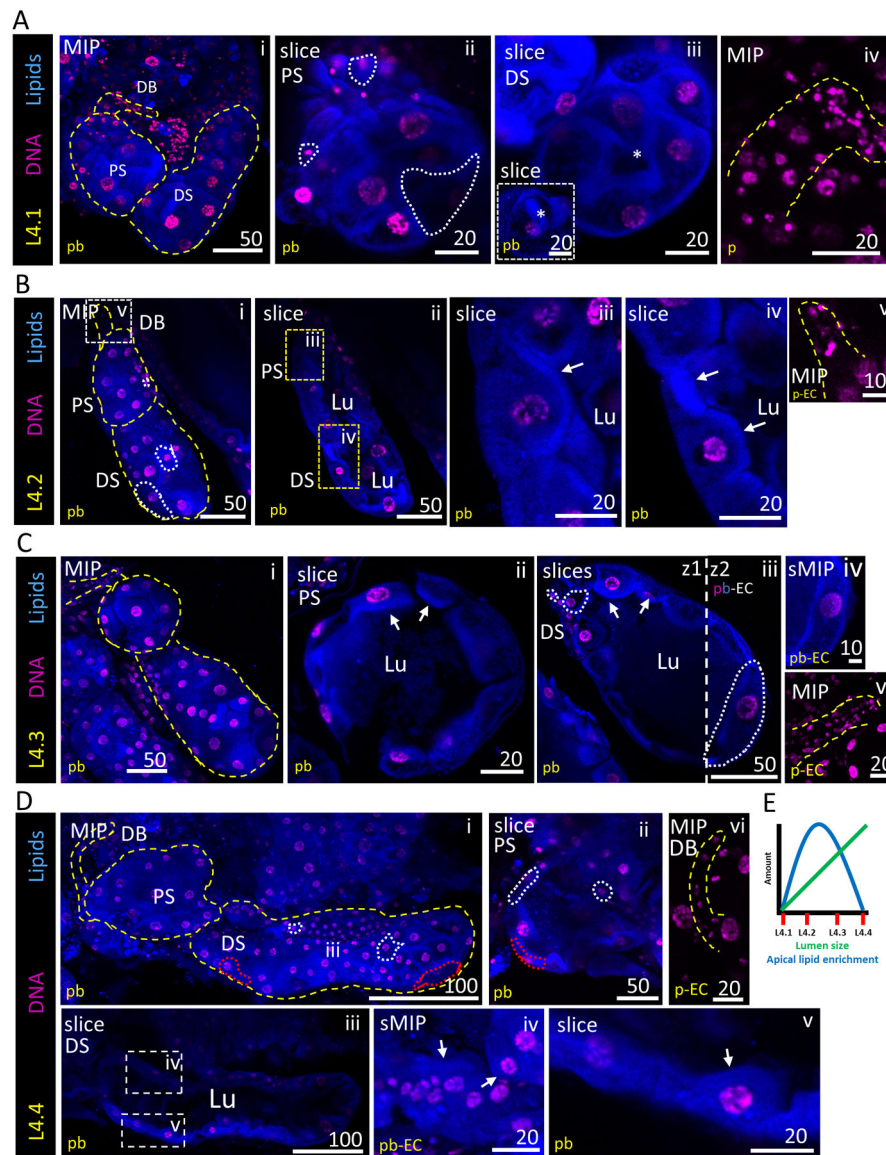 A
L4.1 DNA Lipids
MIP
i
DB
PS
DS
pb
50
slice
PS
ii
pb
20
slice
DS
iii
*
slice
*
20
20
MIP
iv
p
20
B
L4.2 DNA Lipids
MIP
v
i
DB
PS
DS
pb
50
slice
ii
iii
PS
Lu
iv
DS
Lu
pb
50
slice
iii
Lu
pb
20
slice
iv
Lu
pb
20
v
MIP
p-EC
10
C
L4.3 DNA Lipids
MIP
i
pb
50
slice
PS
ii
Lu
pb
20
slices
z1
z2
iii
pb-EC
DS
Lu
50
sMIP
iv
pb-EC
10
MIP
v
p-EC
20
D
L4.4 DNA Lipids
MIP
i
DB
PS
DS
iii
pb
100
slice
PS
ii
pb
50
MIP
vi
DB
p-EC
20
E
Amount
L4.1 L4.2 L4.3 L4.4
Lumen size
Apical lipid enrichment
slice
DS
iii
iv
Lu
v
pb
100
sMIP
iv
pb-EC
20
slice
v
pb
20